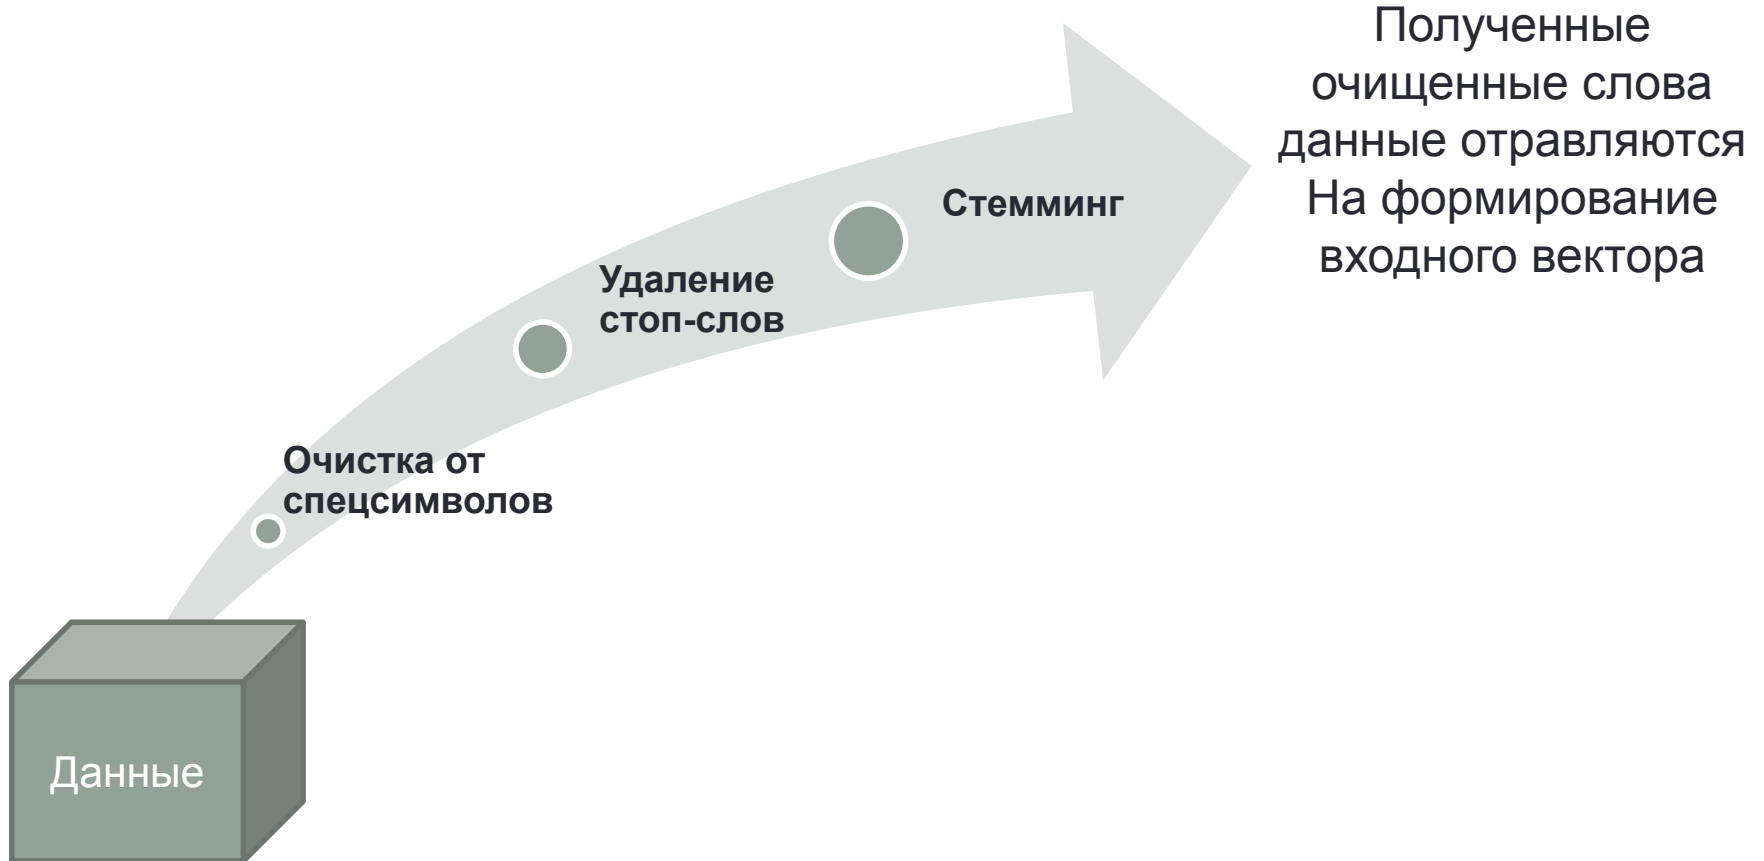 Полученные
очищенные слова
данные отравляются
На формирование
входного вектора
Стемминг
Удаление
стоп-слов
Очистка от
спецсимволов
Данные